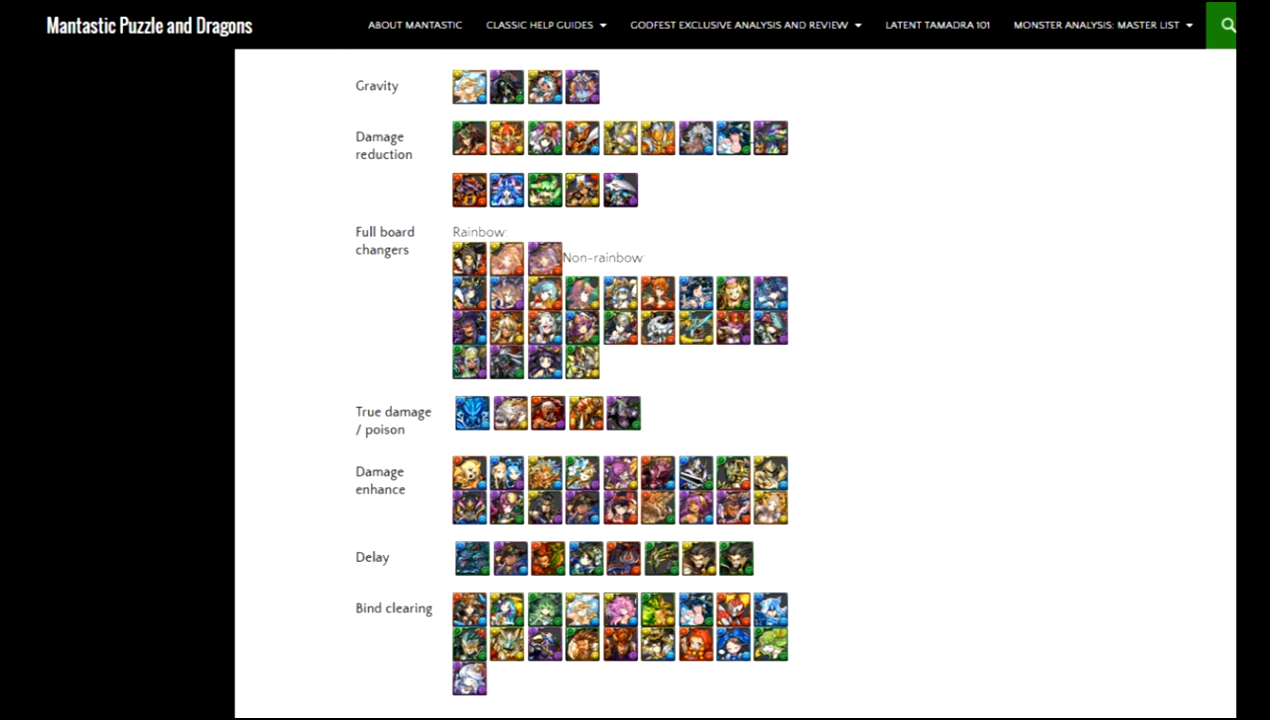 Mantastic Puzzle and Dragons
ABOUT MANTASTIC
CLASSIC HELP GUIDES
GODFEST EXCLUSIVE ANALYSIS AND REVIEW
LATENT TAMADRA 101
MONSTER ANALYSIS: MASTER LIST
Gravity
Damage
reduction
Full board
changers
Rainbow:
Non-rainbow:
True damage
/ poison
Damage
enhance
Delay
Bind clearing